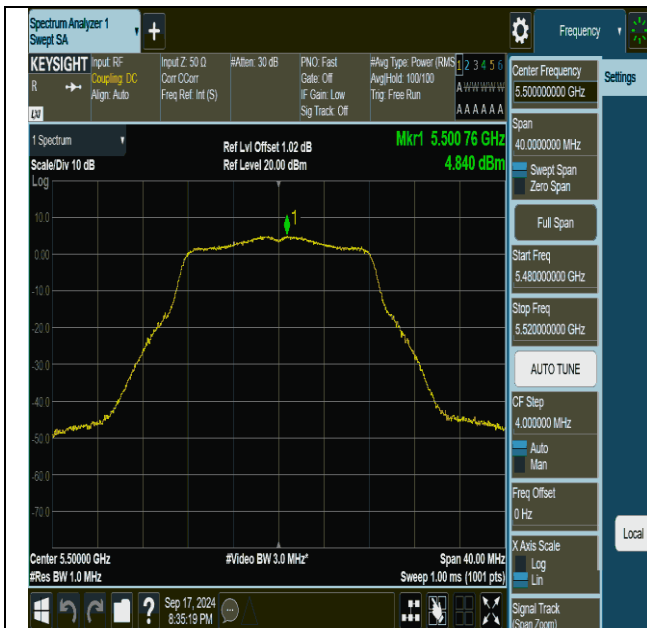 Spectrum Analyzer 1
Swept SA
+
Frequency
KEYSIGHT
R
LXI
Input: RF
Coupling: DC
Align: Auto
Input Z: 50 Ω
Corr CCorr
Freq Ref: Int (S)
#Atten: 30 dB
PNO: Fast
Gate: Off
IF Gain: Low
Sig Track: Off
#Avg Type: Power (RMS
Avg|Hold: 100/100
Trig: Free Run
1 2 3 4 5 6
A W W W W W
A A A A A A
1 Spectrum
Scale/Div 10 dB
Log
Ref Lvl Offset 1.02 dB
Ref Level 20.00 dBm
Mkr1 5.500 76 GHz
4.840 dBm
1
10.0
0.00
-10.0
-20.0
-30.0
-40.0
-50.0
-60.0
-70.0
Center 5.50000 GHz
#Res BW 1.0 MHz
#Video BW 3.0 MHz*
Span 40.00 MHz
Sweep 1.00 ms (1001 pts)
?
Sep 17, 2024
8:35:19 PM
Center Frequency
5.500000000 GHz
Span
40.0000000 MHz
Swept Span
Zero Span
Full Span
Start Freq
5.480000000 GHz
Stop Freq
5.520000000 GHz
AUTO TUNE
CF Step
4.000000 MHz
Auto
Man
Freq Offset
0 Hz
X Axis Scale
Log
Lin
Signal Track
(Span Zoom)
Settings
Local